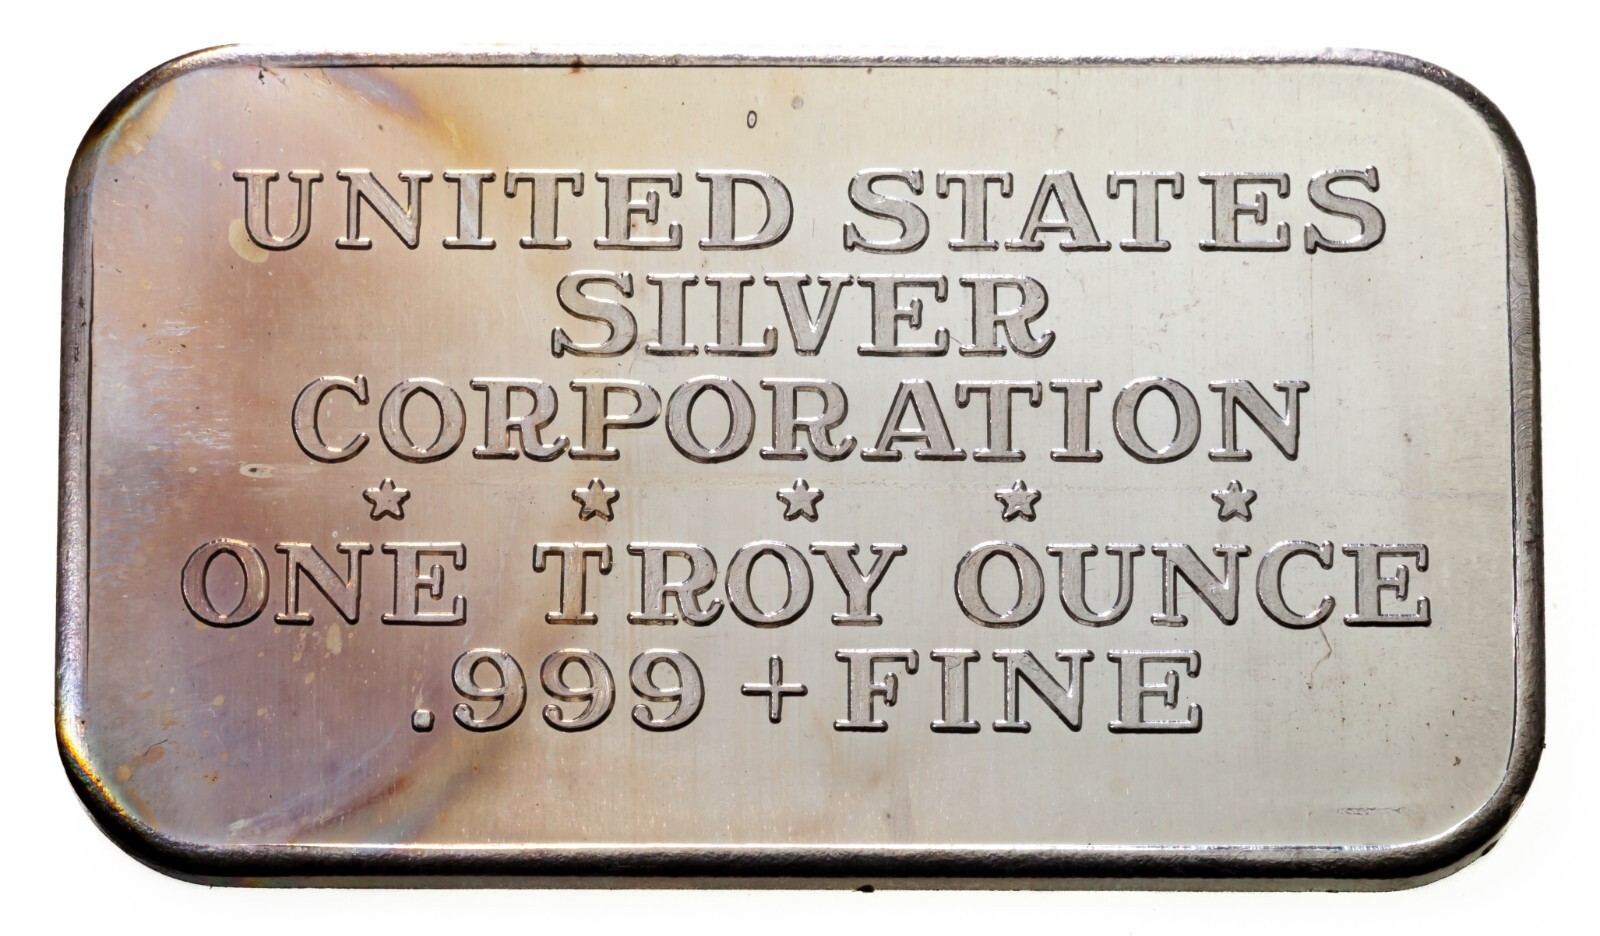 UNITED STATES
SILVER
CORPORATION
ONE TROY OUNCE
.999 + FINE